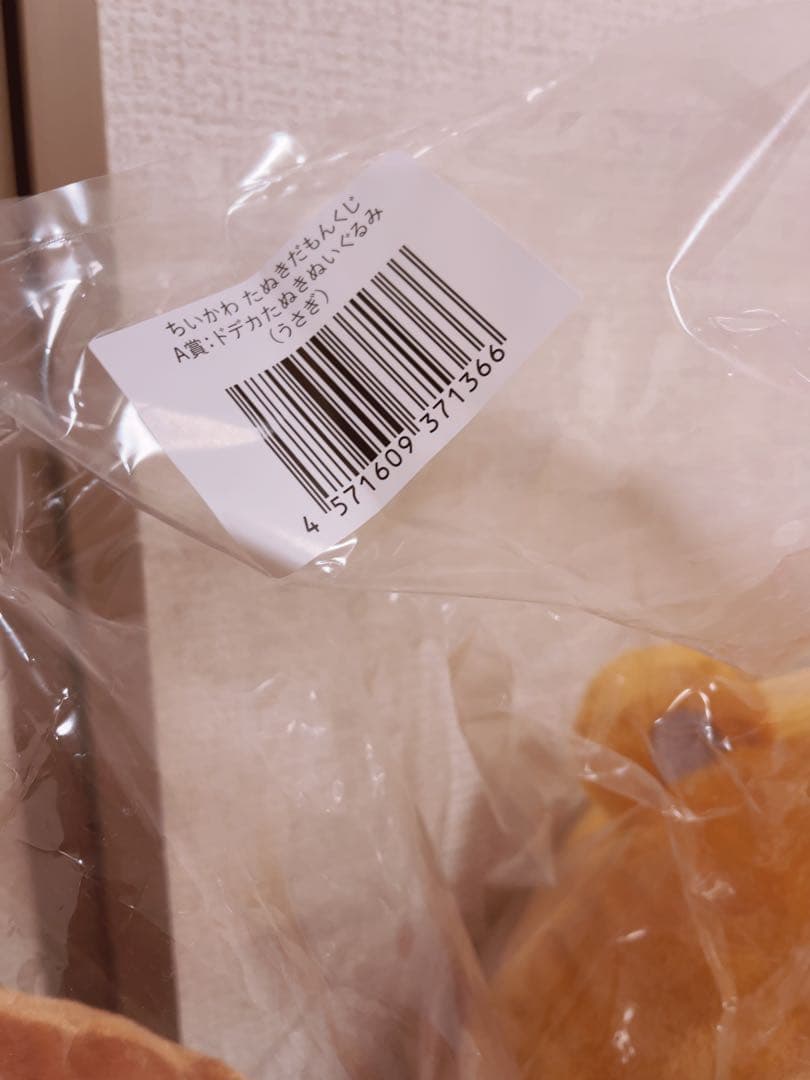 ちいかわ たぬきだもんくじ
A賞：ドデカたぬきぬいぐるみ
（うさぎ）
4 571609 371366